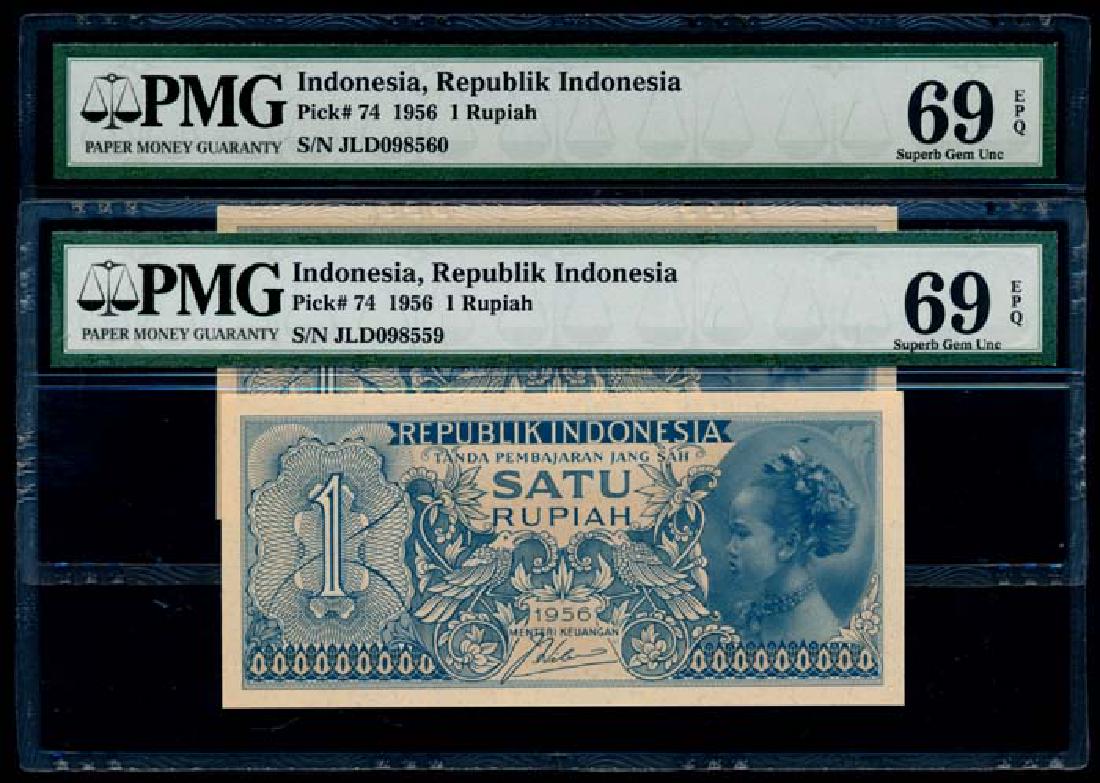 PMG
PAPER MONEY GUARANTY
Indonesia, Republik Indonesia
Pick# 74 1956 1 Rupiah
S/N JLD098560
69
EPQ
Superb Gem Unc
PMG
PAPER MONEY GUARANTY
Indonesia, Republik Indonesia
Pick# 74 1956 1 Rupiah
S/N JLD098559
69
EPQ
Superb Gem Unc
REPUBLIK INDONESIA
TANDA PEMBAJARAN JANG SAH
SATU
RUPIAH
1
1956
MENTERI KEUANGAN